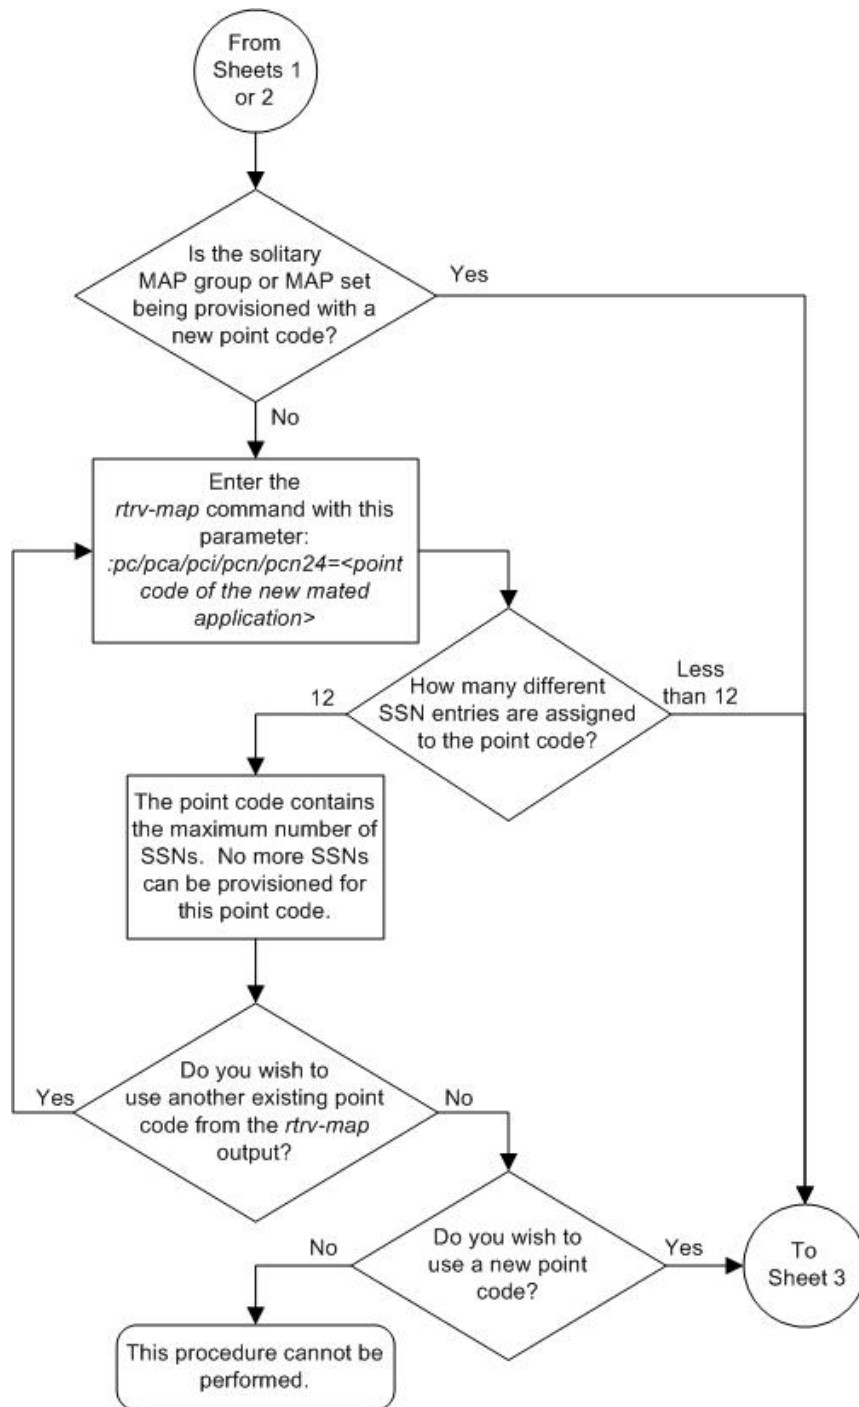 From
Sheets 1
or 2
Is the solitary
MAP group or MAP set
being provisioned with a
new point code?
Yes
No
Enter the
rtrv-map command with this
parameter:
:pc/pca/pci/pcn/pcn24=<point
code of the new mated
application>
How many different
SSN entries are assigned
to the point code?
12
Less
than 12
The point code contains
the maximum number of
SSNs. No more SSNs
can be provisioned for
this point code.
Do you wish to
use another existing point
code from the rtrv-map
output?
Yes
No
Do you wish to
use a new point
code?
No
Yes
To
Sheet 3
This procedure cannot be
performed.